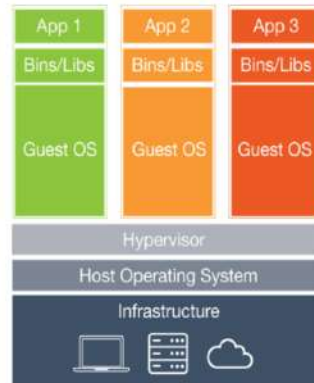 App 1
App 2
App 3
Bins/Libs
Bins/Libs
Bins/Libs
Guest OS
Guest OS
Guest OS
Hypervisor
Host Operating System
Infrastructure